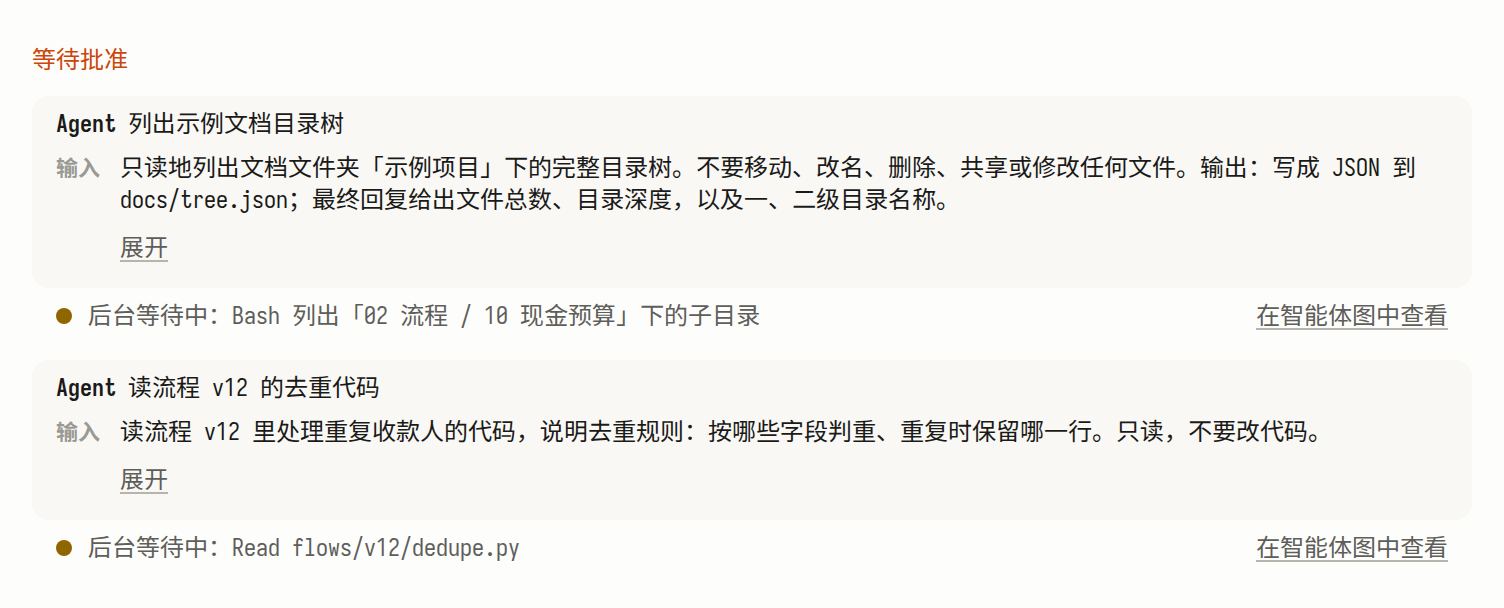 等待批准
Agent 列出示例文档目录树
输入 只读地列出文档文件夹「示例项目」下的完整目录树。不要移动、改名、删除、共享或修改任何文件。输出：写成 JSON 到
docs/tree.json；最终回复给出文件总数、目录深度，以及一、二级目录名称。
展开
后台等待中：Bash 列出「02 流程 / 10 现金预算」下的子目录 在智能体图中查看
Agent 读流程 v12 的去重代码
输入 读流程 v12 里处理重复收款人的代码，说明去重规则：按哪些字段判重、重复时保留哪一行。只读，不要改代码。
展开
后台等待中：Read flows/v12/dedupe.py 在智能体图中查看